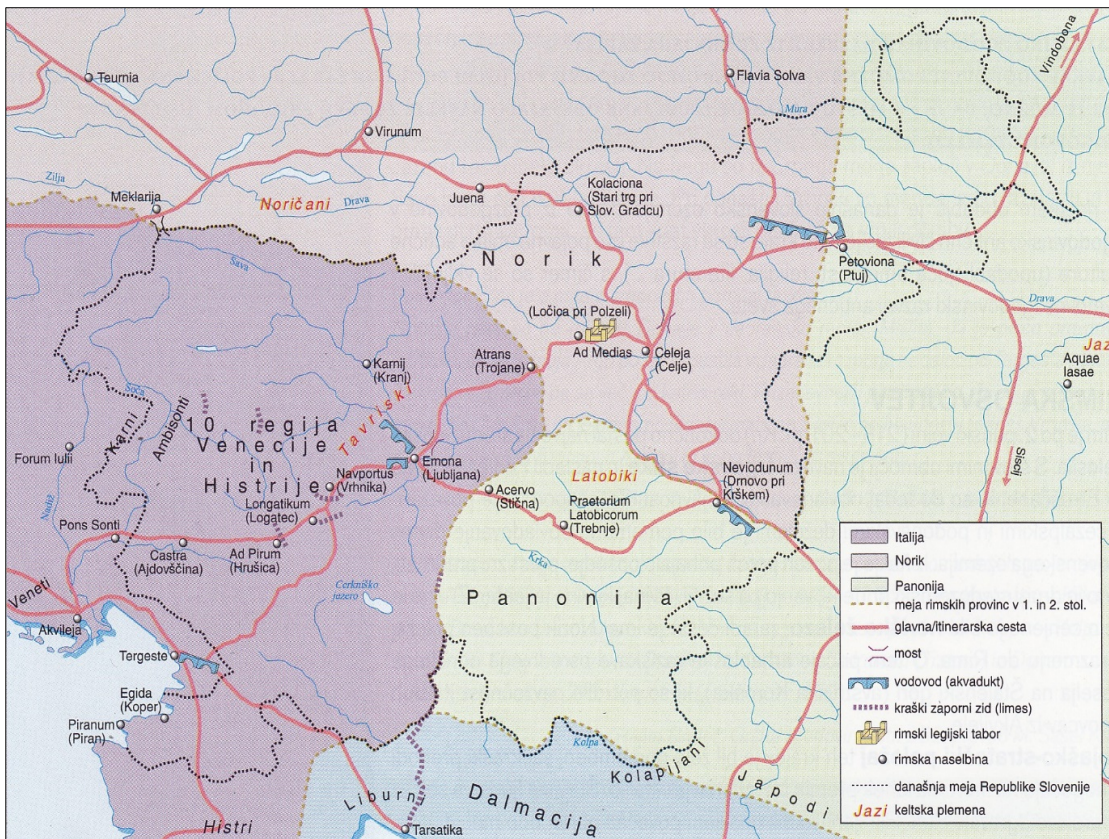 Vindobona
Teurnia
Flavia Solva
Mura
Virunum
Zilja
Meklarija
Noričani
Drava
Juena
Kolaciona
(Stari trg pri
Slov. Gradcu)
Norik
Petoviona
(Ptuj)
Sava
Drava
(Ločica pri Polzeli)
Ad Medias
Celeja
(Celje)
Jazi
Aquae
Iasae
Karnij
(Kranj)
Atrans
(Trojane)
Soča
Karni
Ambisonti
10. regija
Venecije
in
Histrije
Tavriski
Forum Iulii
Nadiž
Emona
(Ljubljana)
Navportus
(Vrhnika)
Longatikum
(Logatec)
Latobiki
Acervo
(Stična)
Praetorium
Latobicorum
(Trebnje)
Neviodunum
(Drnovo pri
Krškem)
Siscij
Pons Sonti
Castra
(Ajdovščina)
Ad Pirum
(Hrušica)
Krka
Veneti
Akvileja
Cerkniško
jezero
Panonija
Tergeste
Egida
(Koper)
Piranum
(Piran)
Kolpa
Kolapijani
Japodi
Liburni
Dalmacija
Histri
Tarsatika
Italija
Norik
Panonija
meja rimskih provinc v 1. in 2. stol.
glavna/itinerarska cesta
most
vodovod (akvadukt)
kraški zaporni zid (limes)
rimski legijski tabor
rimska naselbina
današnja meja Republike Slovenije
Jazi keltska plemena